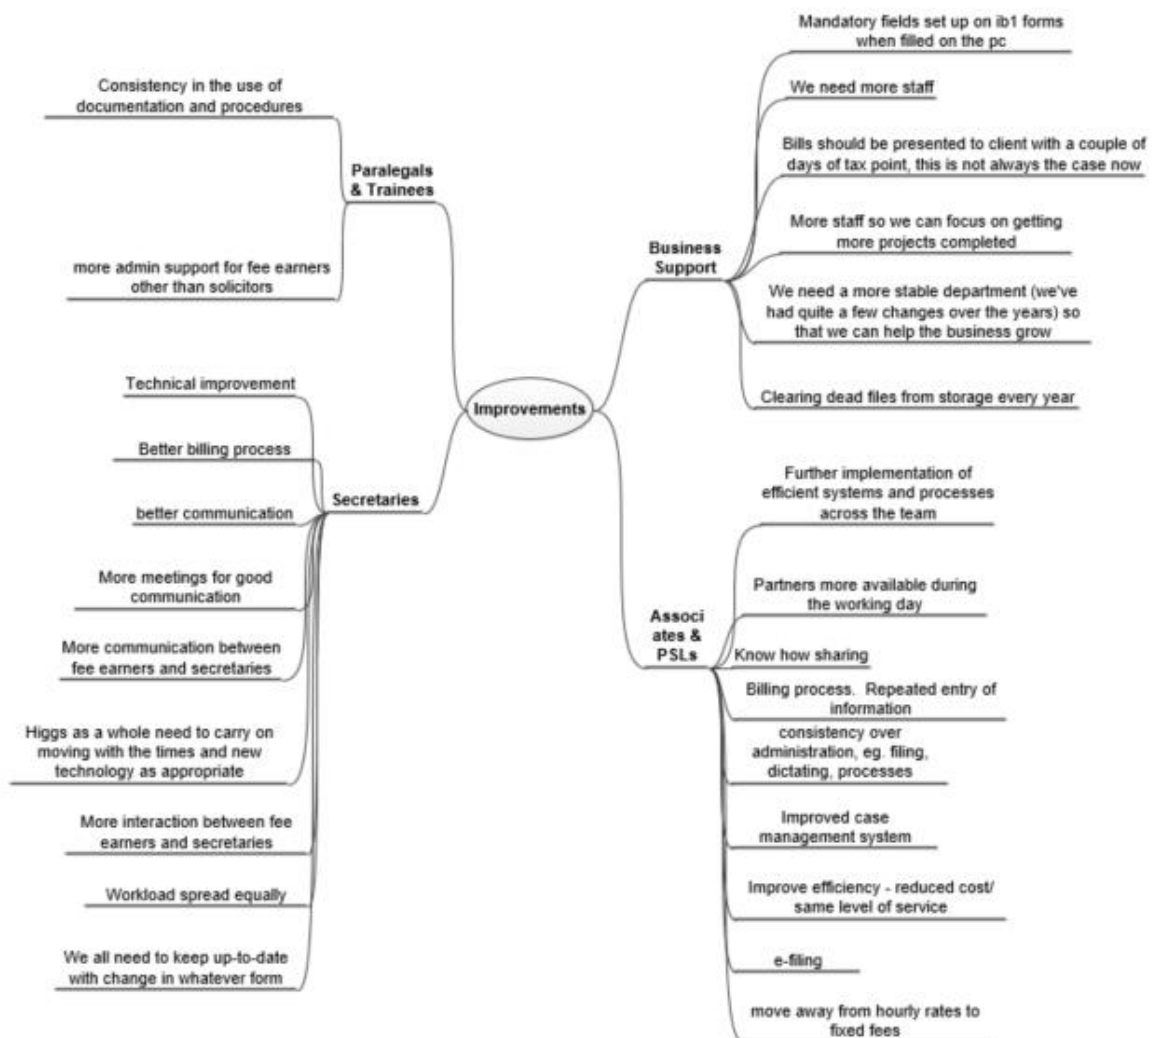 Mandatory fields set up on ib1 forms
when filled on the pc
We need more staff
Bills should be presented to client with a couple of
days of tax point, this is not always the case now
More staff so we can focus on getting
more projects completed
Business
Support
We need a more stable department (we've
had quite a few changes over the years) so
that we can help the business grow
Clearing dead files from storage every year
Consistency in the use of
documentation and procedures
Paralegals
& Trainees
more admin support for fee earners
other than solicitors
Improvements
Technical improvement
Better billing process
Secretaries
better communication
More meetings for good
communication
More communication between
fee earners and secretaries
Higgs as a whole need to carry on
moving with the times and new
technology as appropriate
More interaction between fee
earners and secretaries
Workload spread equally
We all need to keep up-to-date
with change in whatever form
Further implementation of
efficient systems and processes
across the team
Partners more available during
the working day
Associ
ates &
PSLs
Know how sharing
Billing process. Repeated entry of
information
consistency over
administration, eg. filing,
dictating, processes
Improved case
management system
Improve efficiency - reduced cost/
same level of service
e-filing
move away from hourly rates to
fixed fees